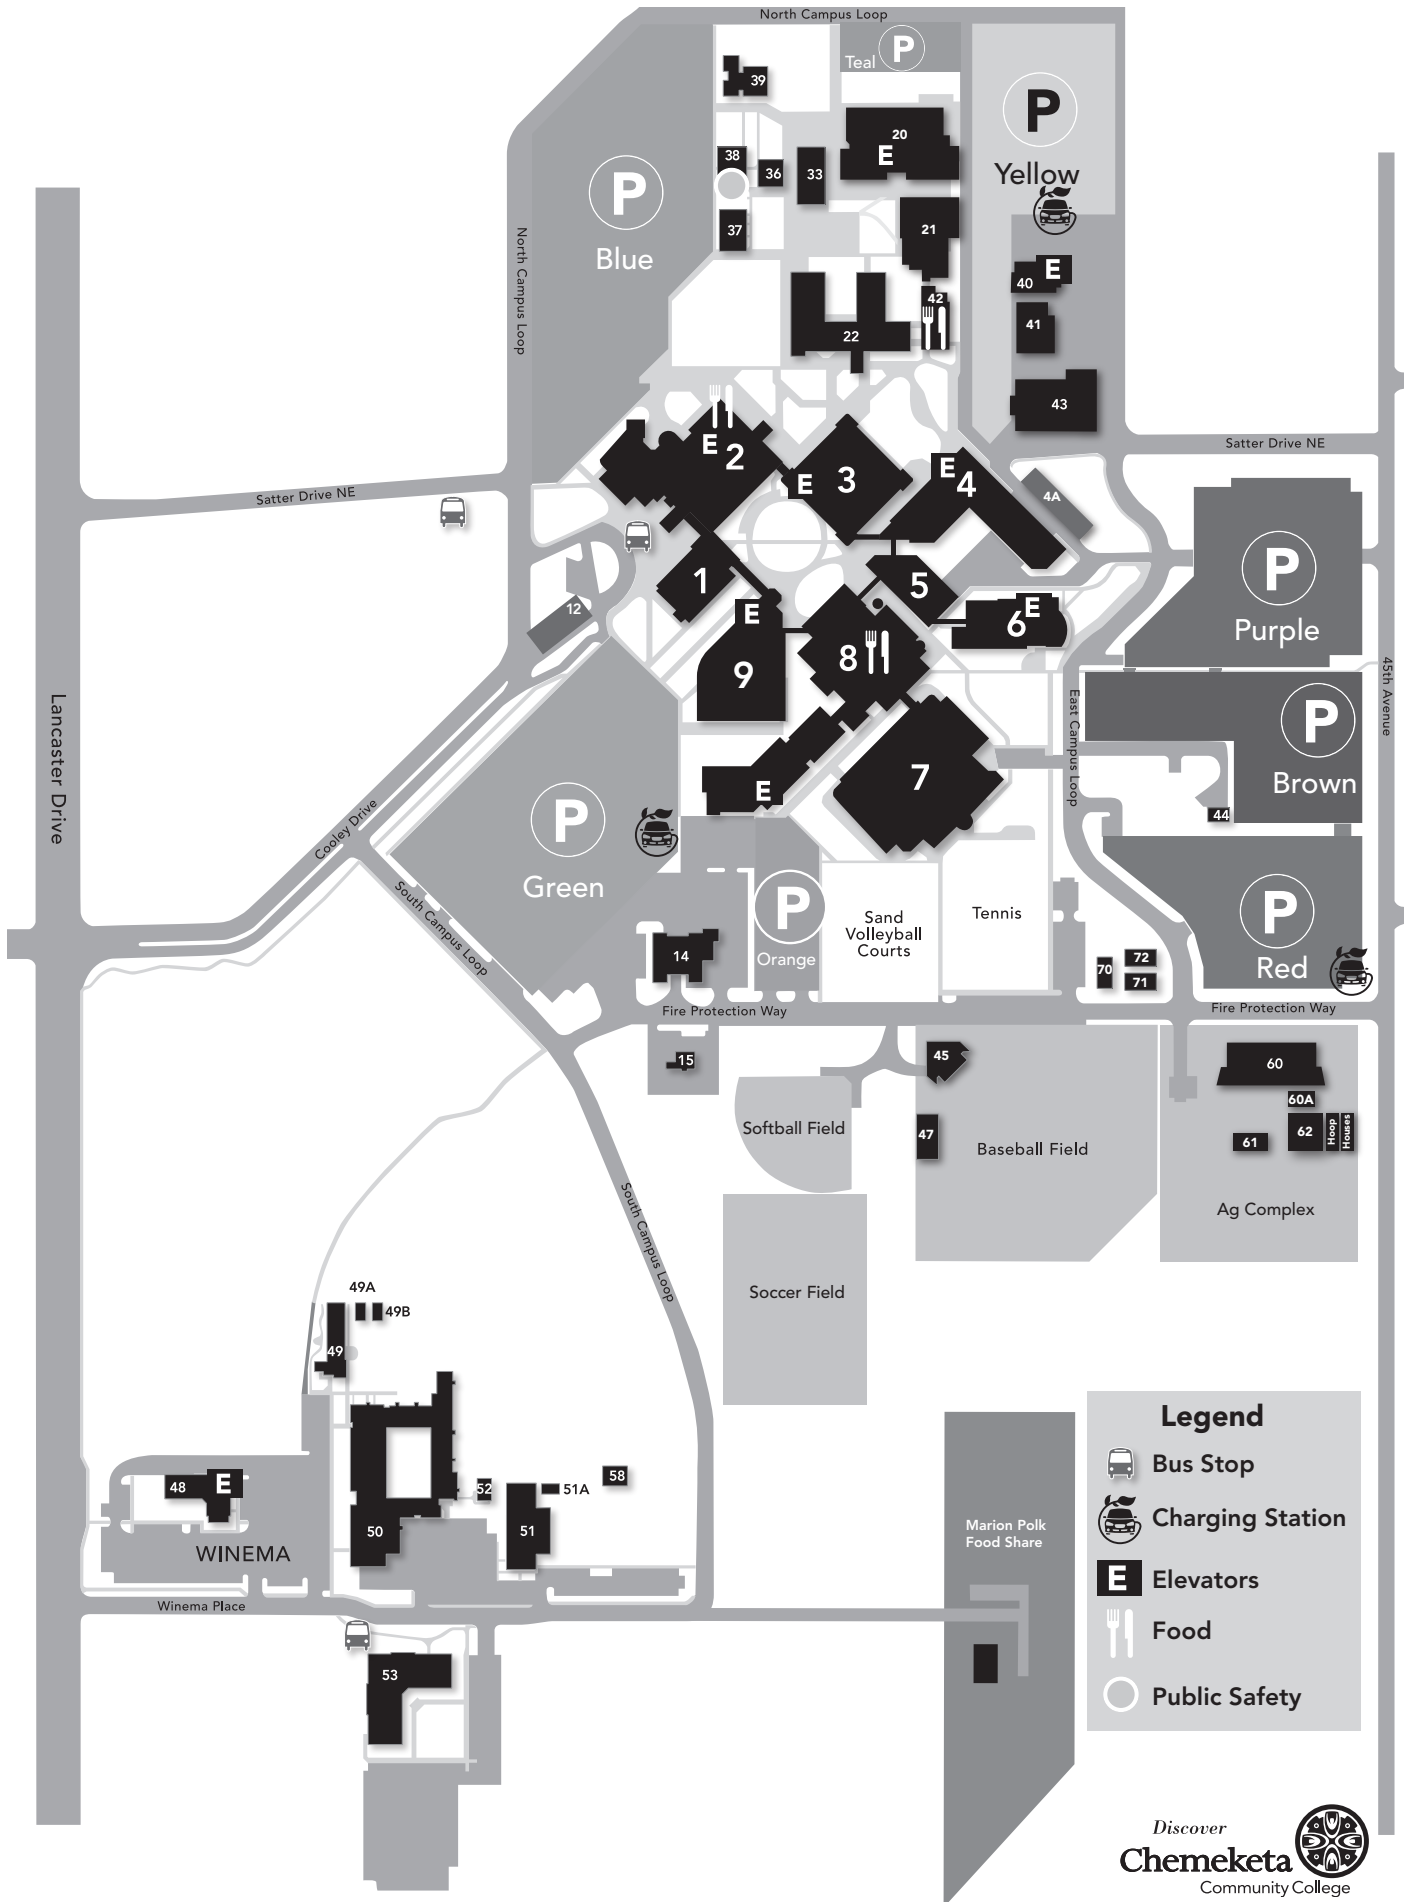 North Campus Loop
P
Teal
39
P
Yellow
20
E
38
36
33
P
Blue
37
21
North Campus Loop
E
40
42
41
22
43
Satter Drive NE
E
2
E
3
E
4
4A
Satter Drive NE
P
Purple
1
5
E
6
E
12
8
9
45th Avenue
Lancaster Drive
East Campus Loop
P
Brown
7
E
44
P
Green
Cooley Drive
South Campus Loop
P
Orange
Sand
Volleyball
Courts
Tennis
P
Red
14
70
72
71
Fire Protection Way
Fire Protection Way
15
45
60
60A
Softball Field
47
Baseball Field
61
62
Hoop
Houses
Ag Complex
South Campus Loop
Soccer Field
49A
49B
49
Legend
Bus Stop
Charging Station
E
Elevators
Food
Public Safety
48
E
52
51A
58
50
51
WINEMA
Marion Polk
Food Share
Winema Place
53
Discover
Chemeketa
Community College